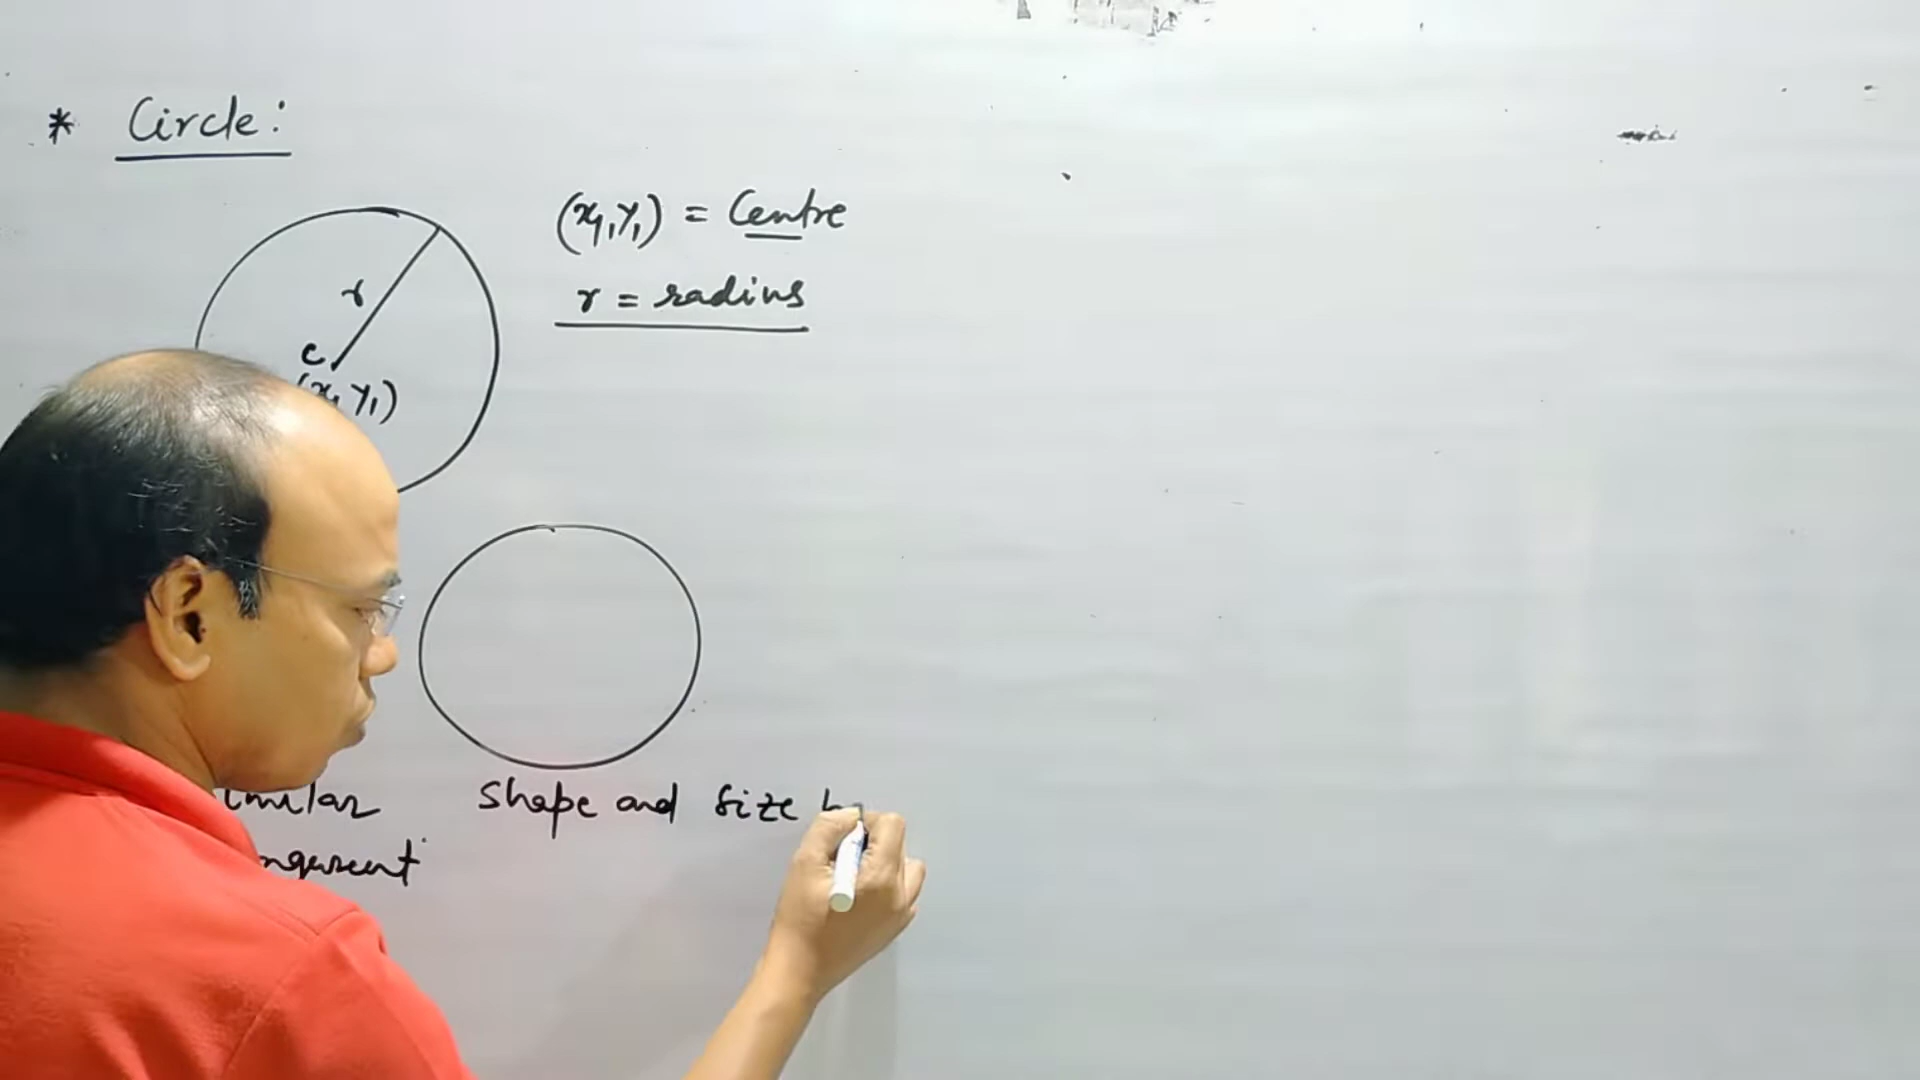 * Circle:
(x₁, y₁) = Centre
r = radius
r
C
(x₁, y₁)
Shape and size